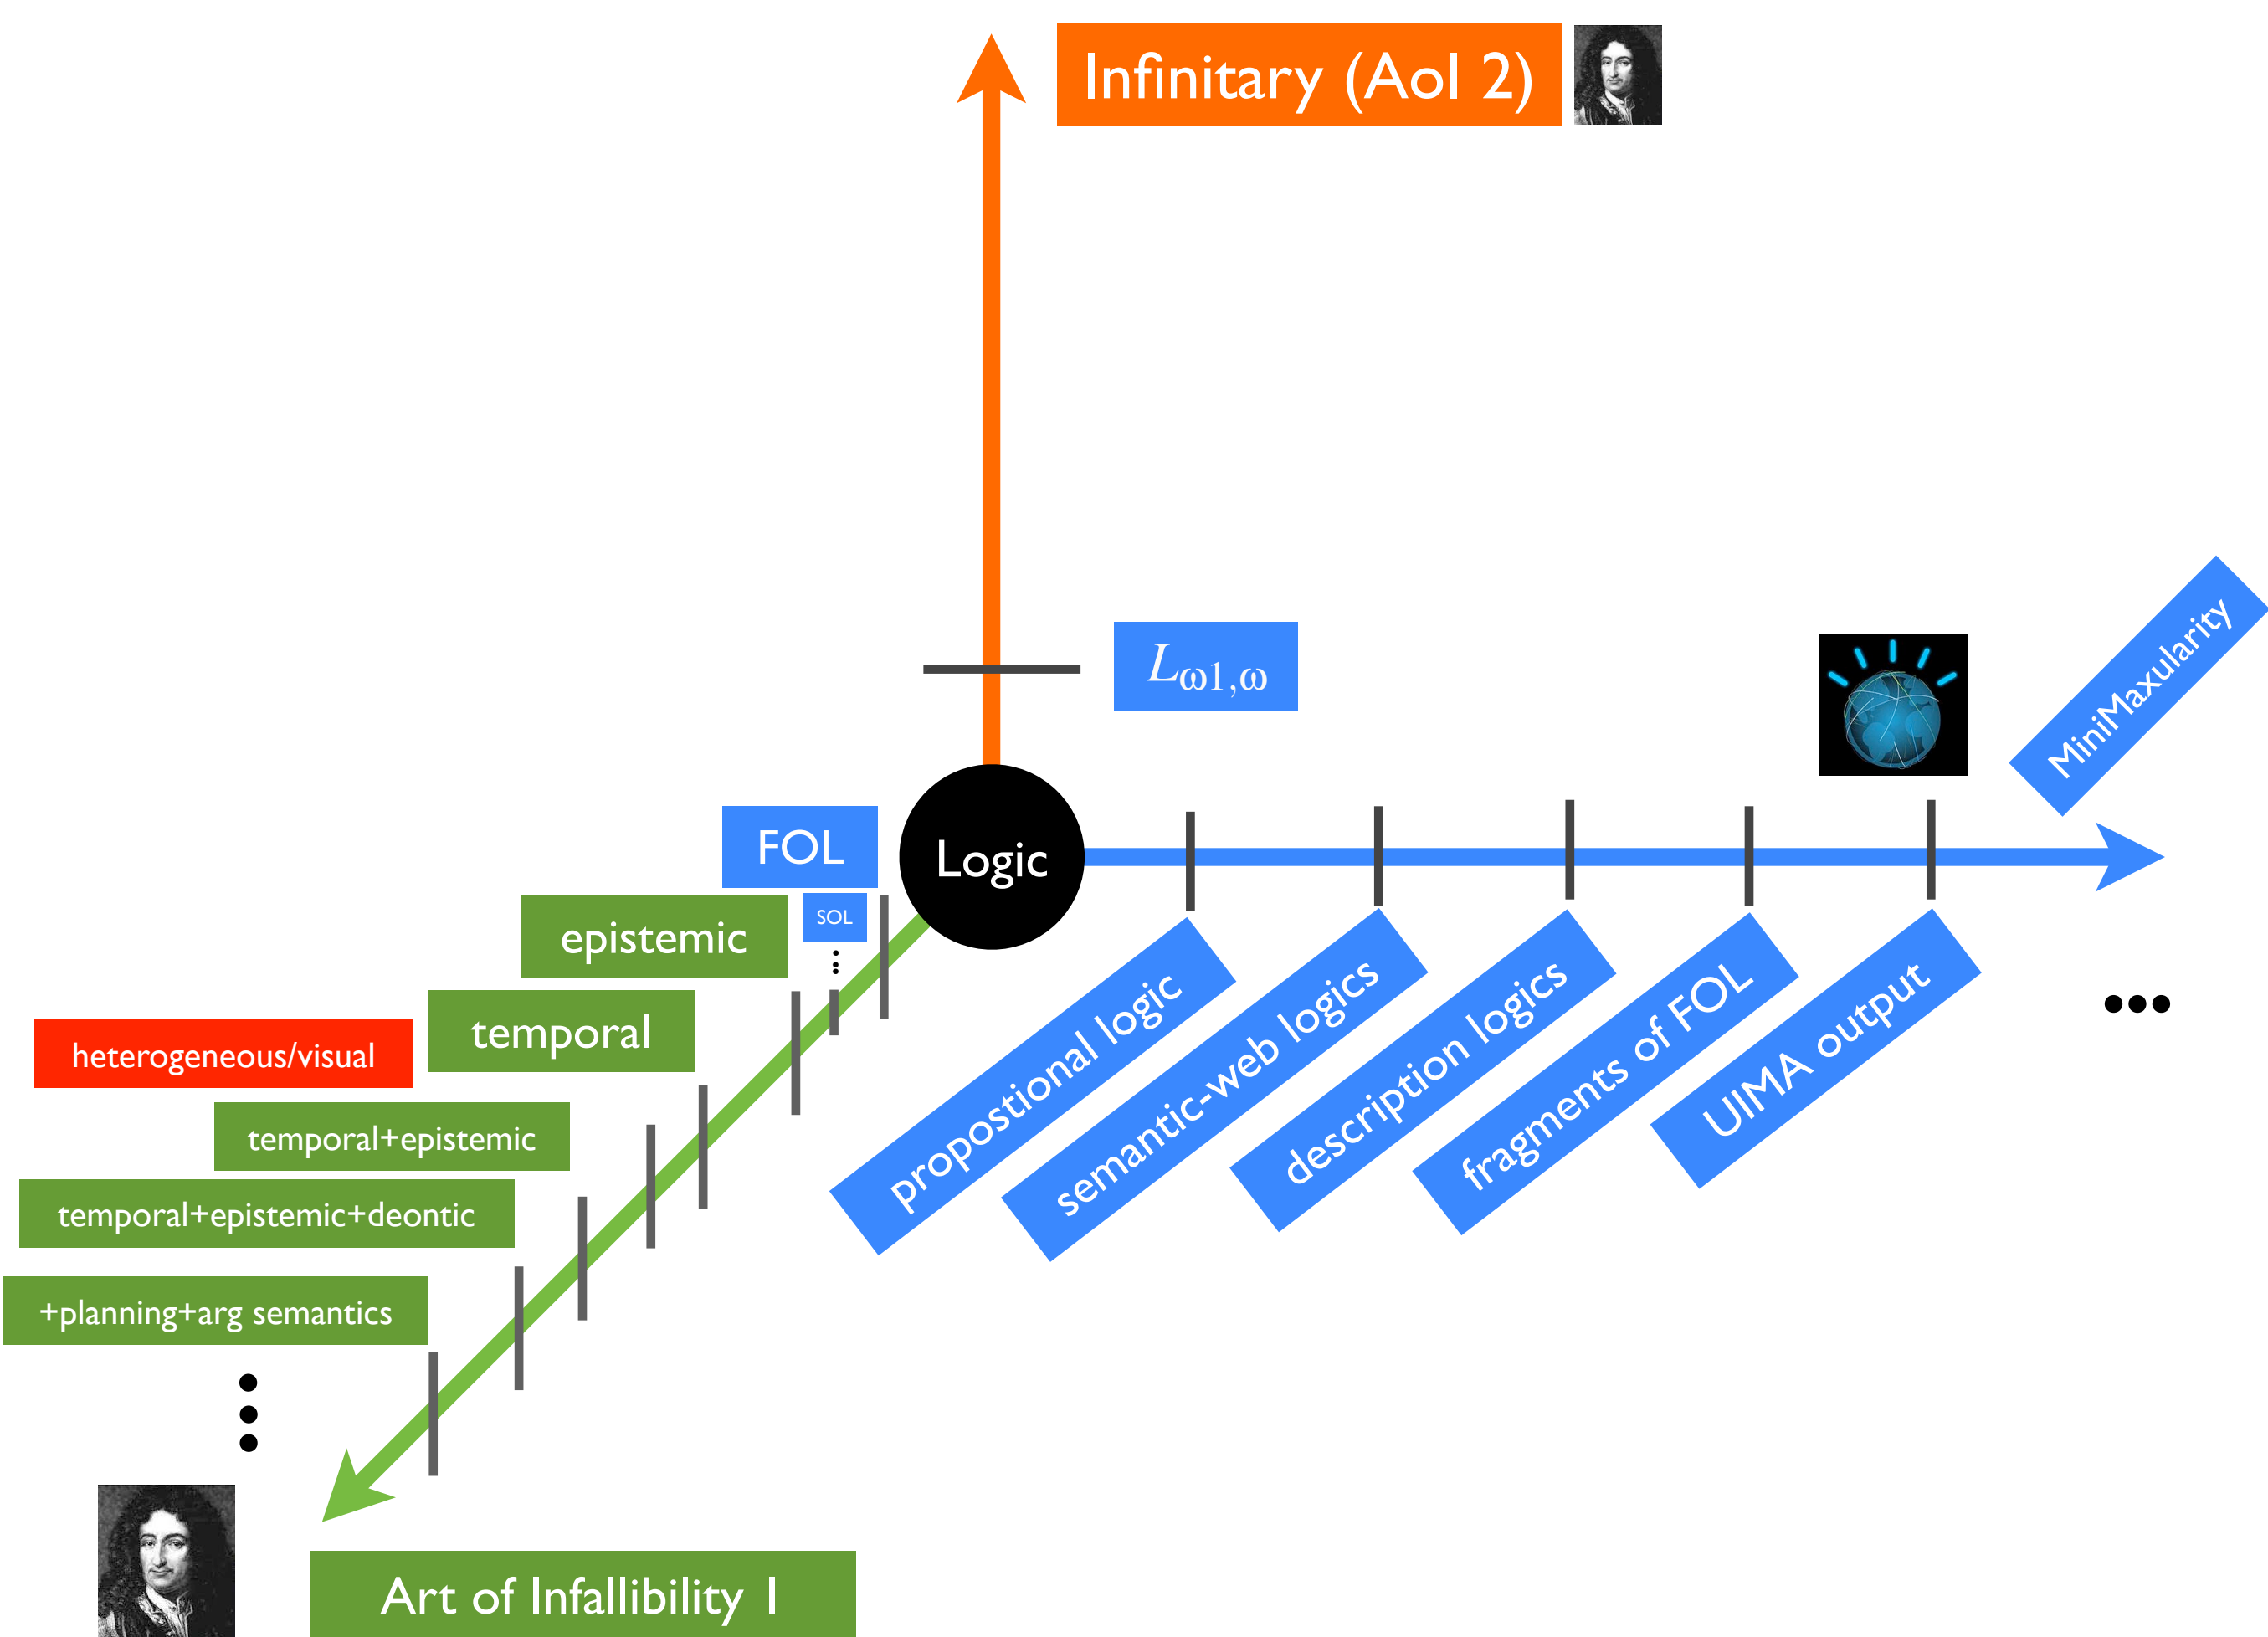 Infinitary (AoI 2)
Lω1,ω
MiniMaxularity
Logic
FOL
SOL
epistemic
temporal
heterogeneous/visual
temporal+epistemic
temporal+epistemic+deontic
+planning+arg semantics
Art of Infallibility 1
propostional logic
semantic-web logics
description logics
fragments of FOL
UIMA output